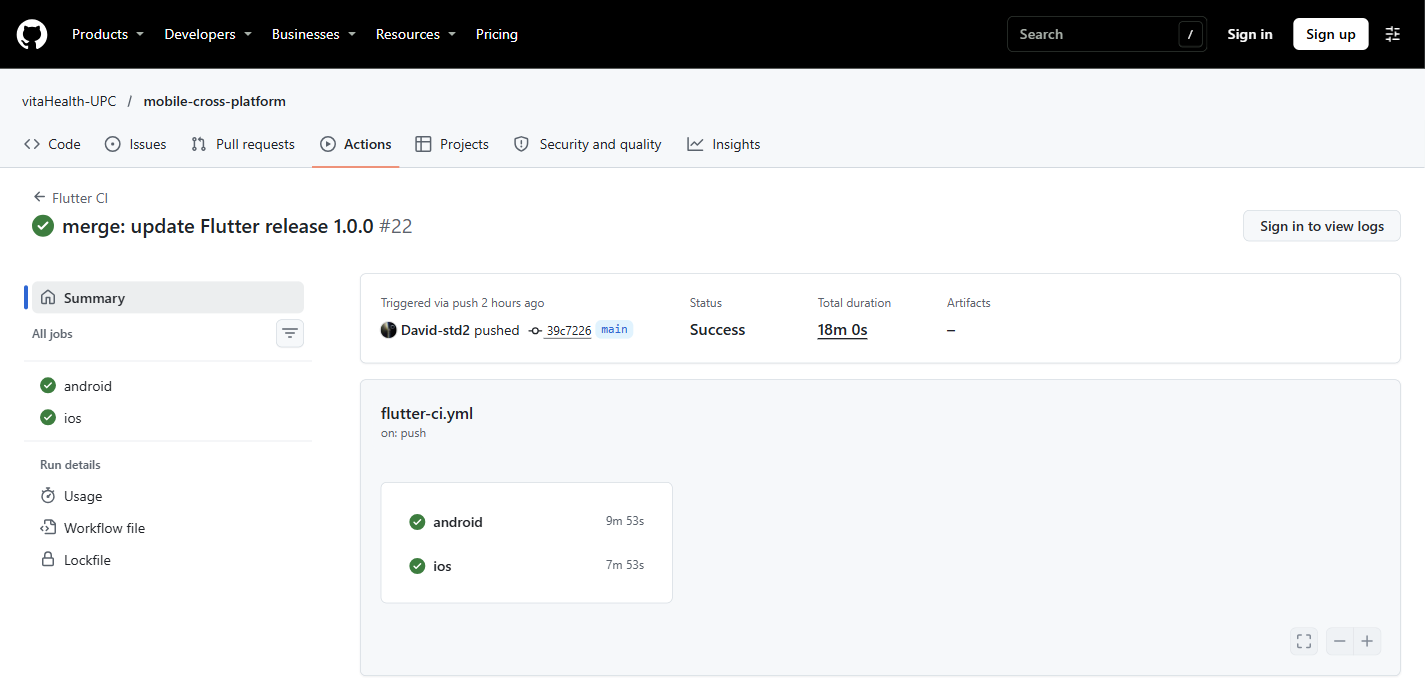 Products Developers Businesses Resources Pricing Search / Sign in Sign up
vitaHealth-UPC / mobile-cross-platform
Code Issues Pull requests Actions Projects Security and quality Insights
Flutter CI
merge: update Flutter release 1.0.0 #22
Sign in to view logs
Summary
All jobs
android
ios
Run details
Usage
Workflow file
Lockfile
Triggered via push 2 hours ago Status Total duration Artifacts
David-std2 pushed 39c7226 main Success 18m 0s –
flutter-ci.yml
on: push
android 9m 53s
ios 7m 53s